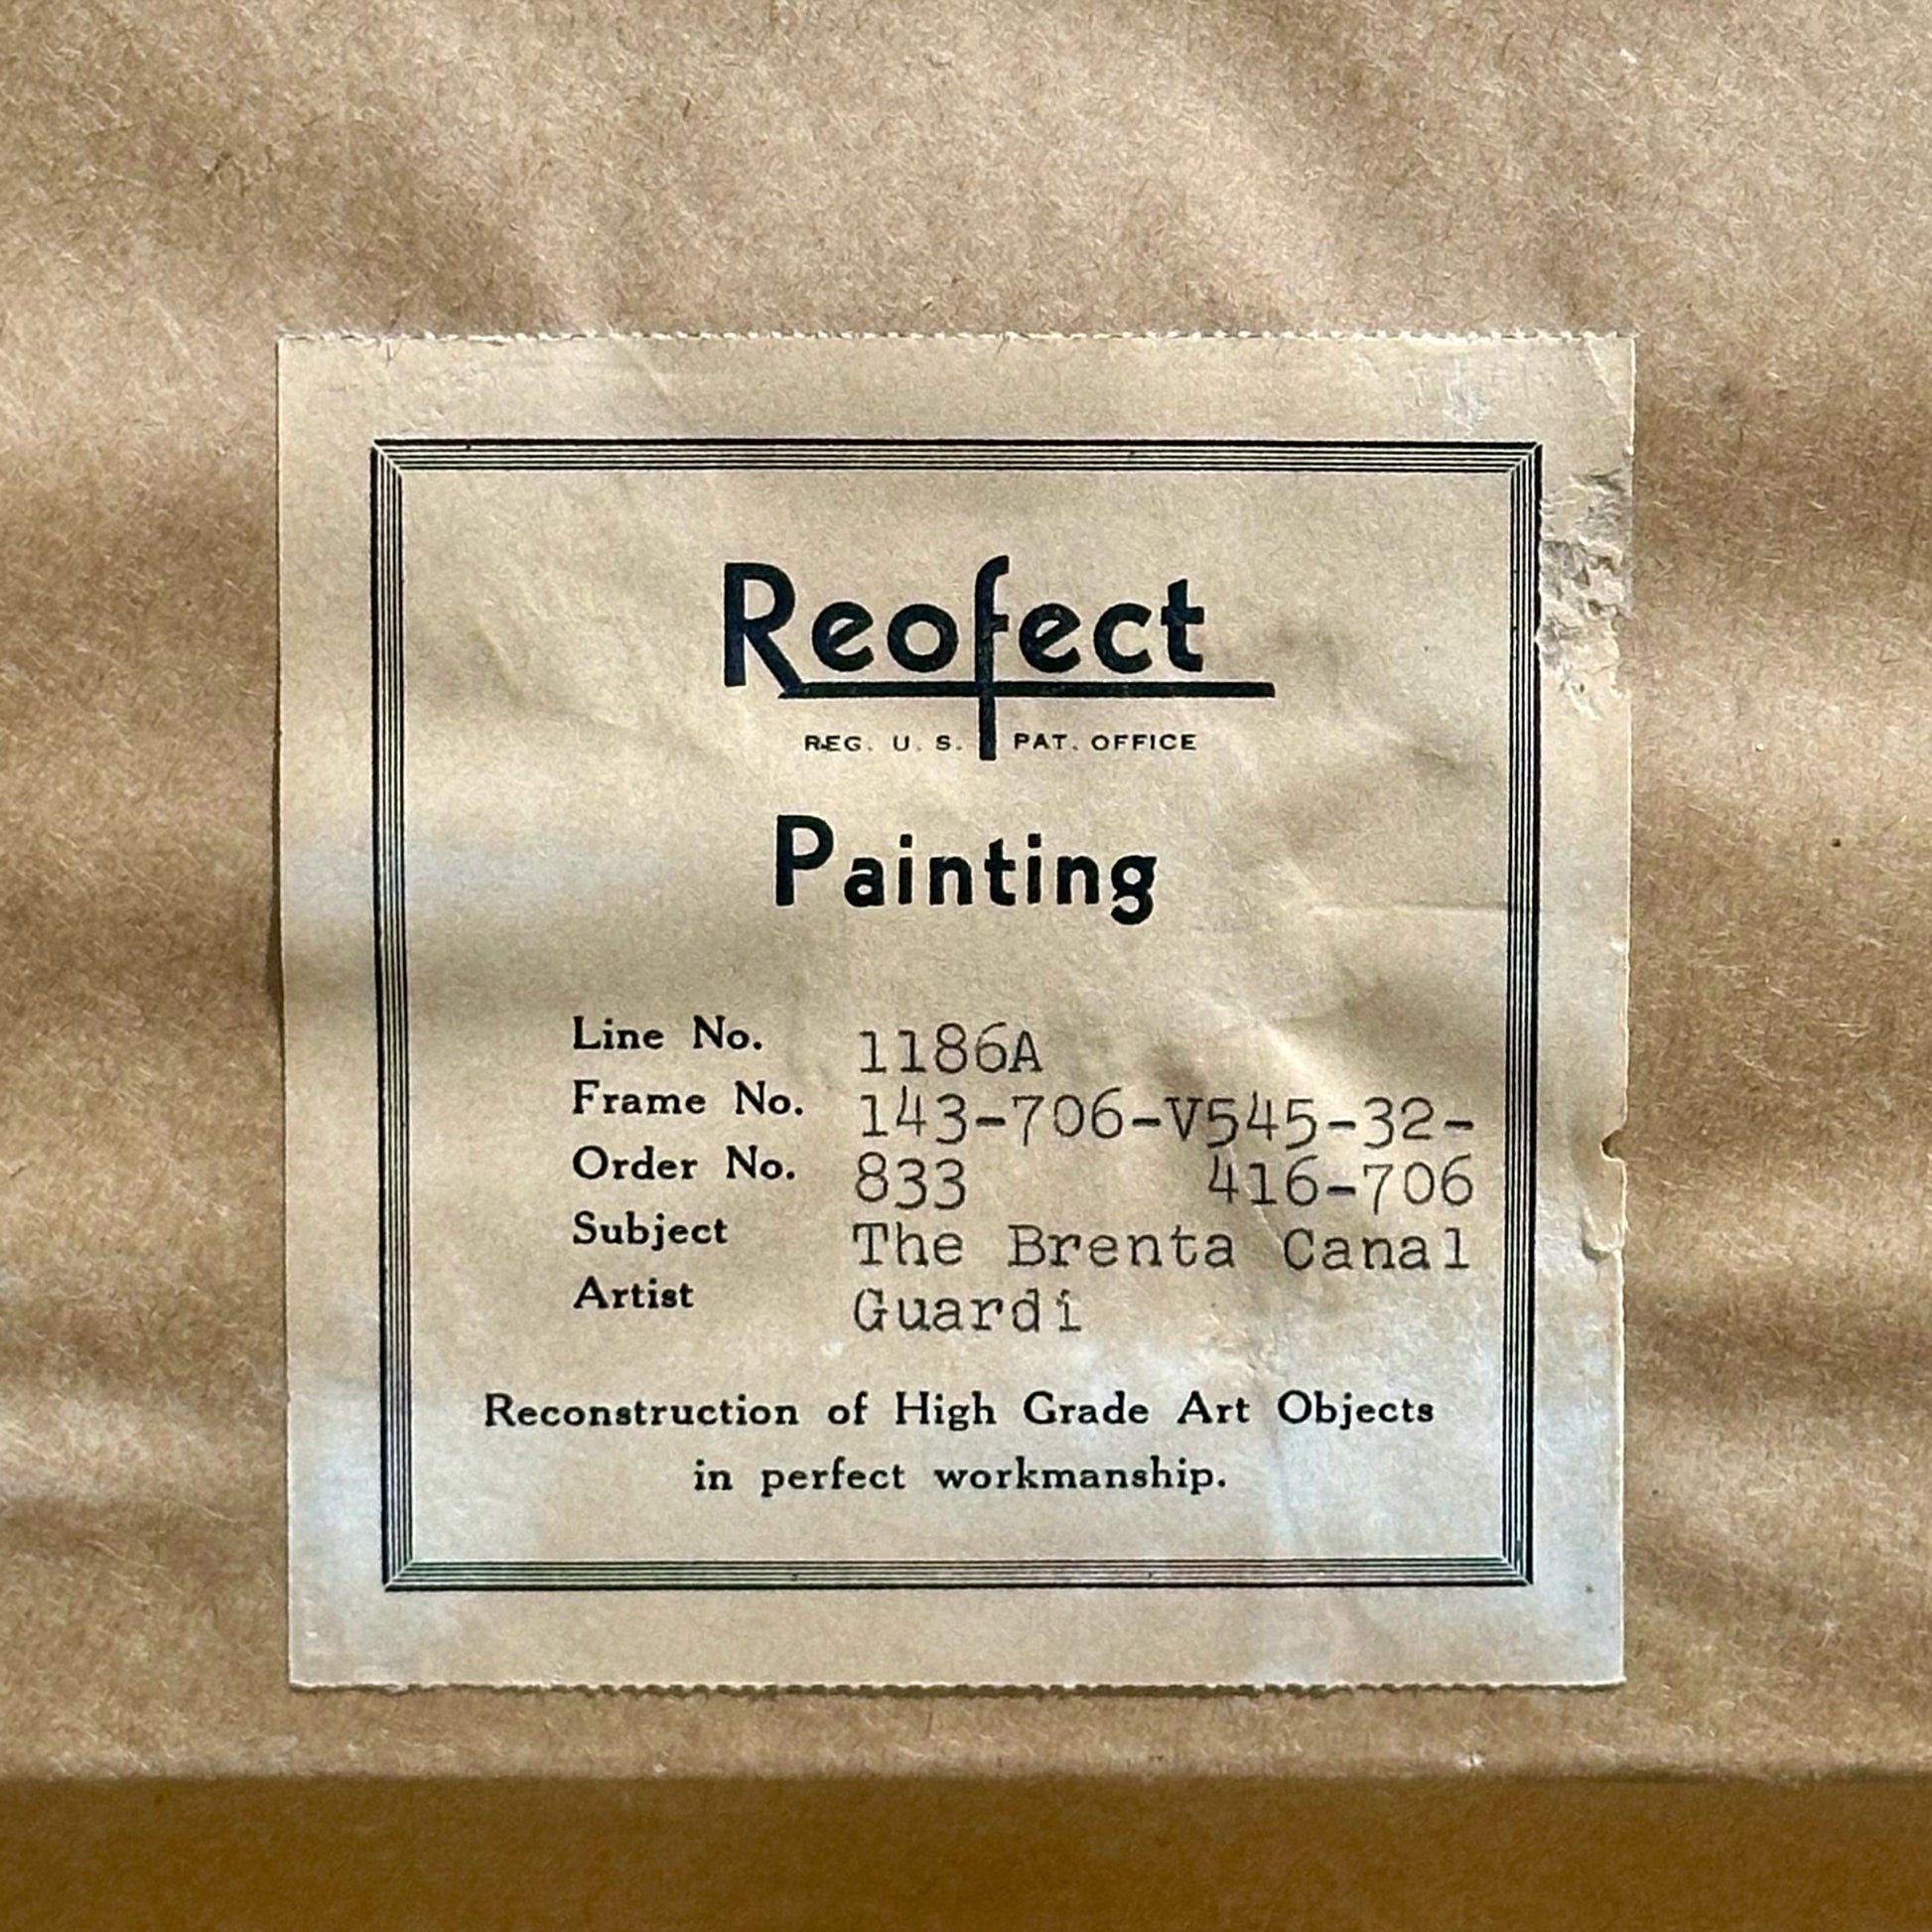 Reofect
REG. U. S. PAT. OFFICE
Painting
Line No. 1186A
Frame No. 143-706-V545-32-
Order No. 833 416-706
Subject The Brenta Canal
Artist Guardi
Reconstruction of High Grade Art Objects
in perfect workmanship.